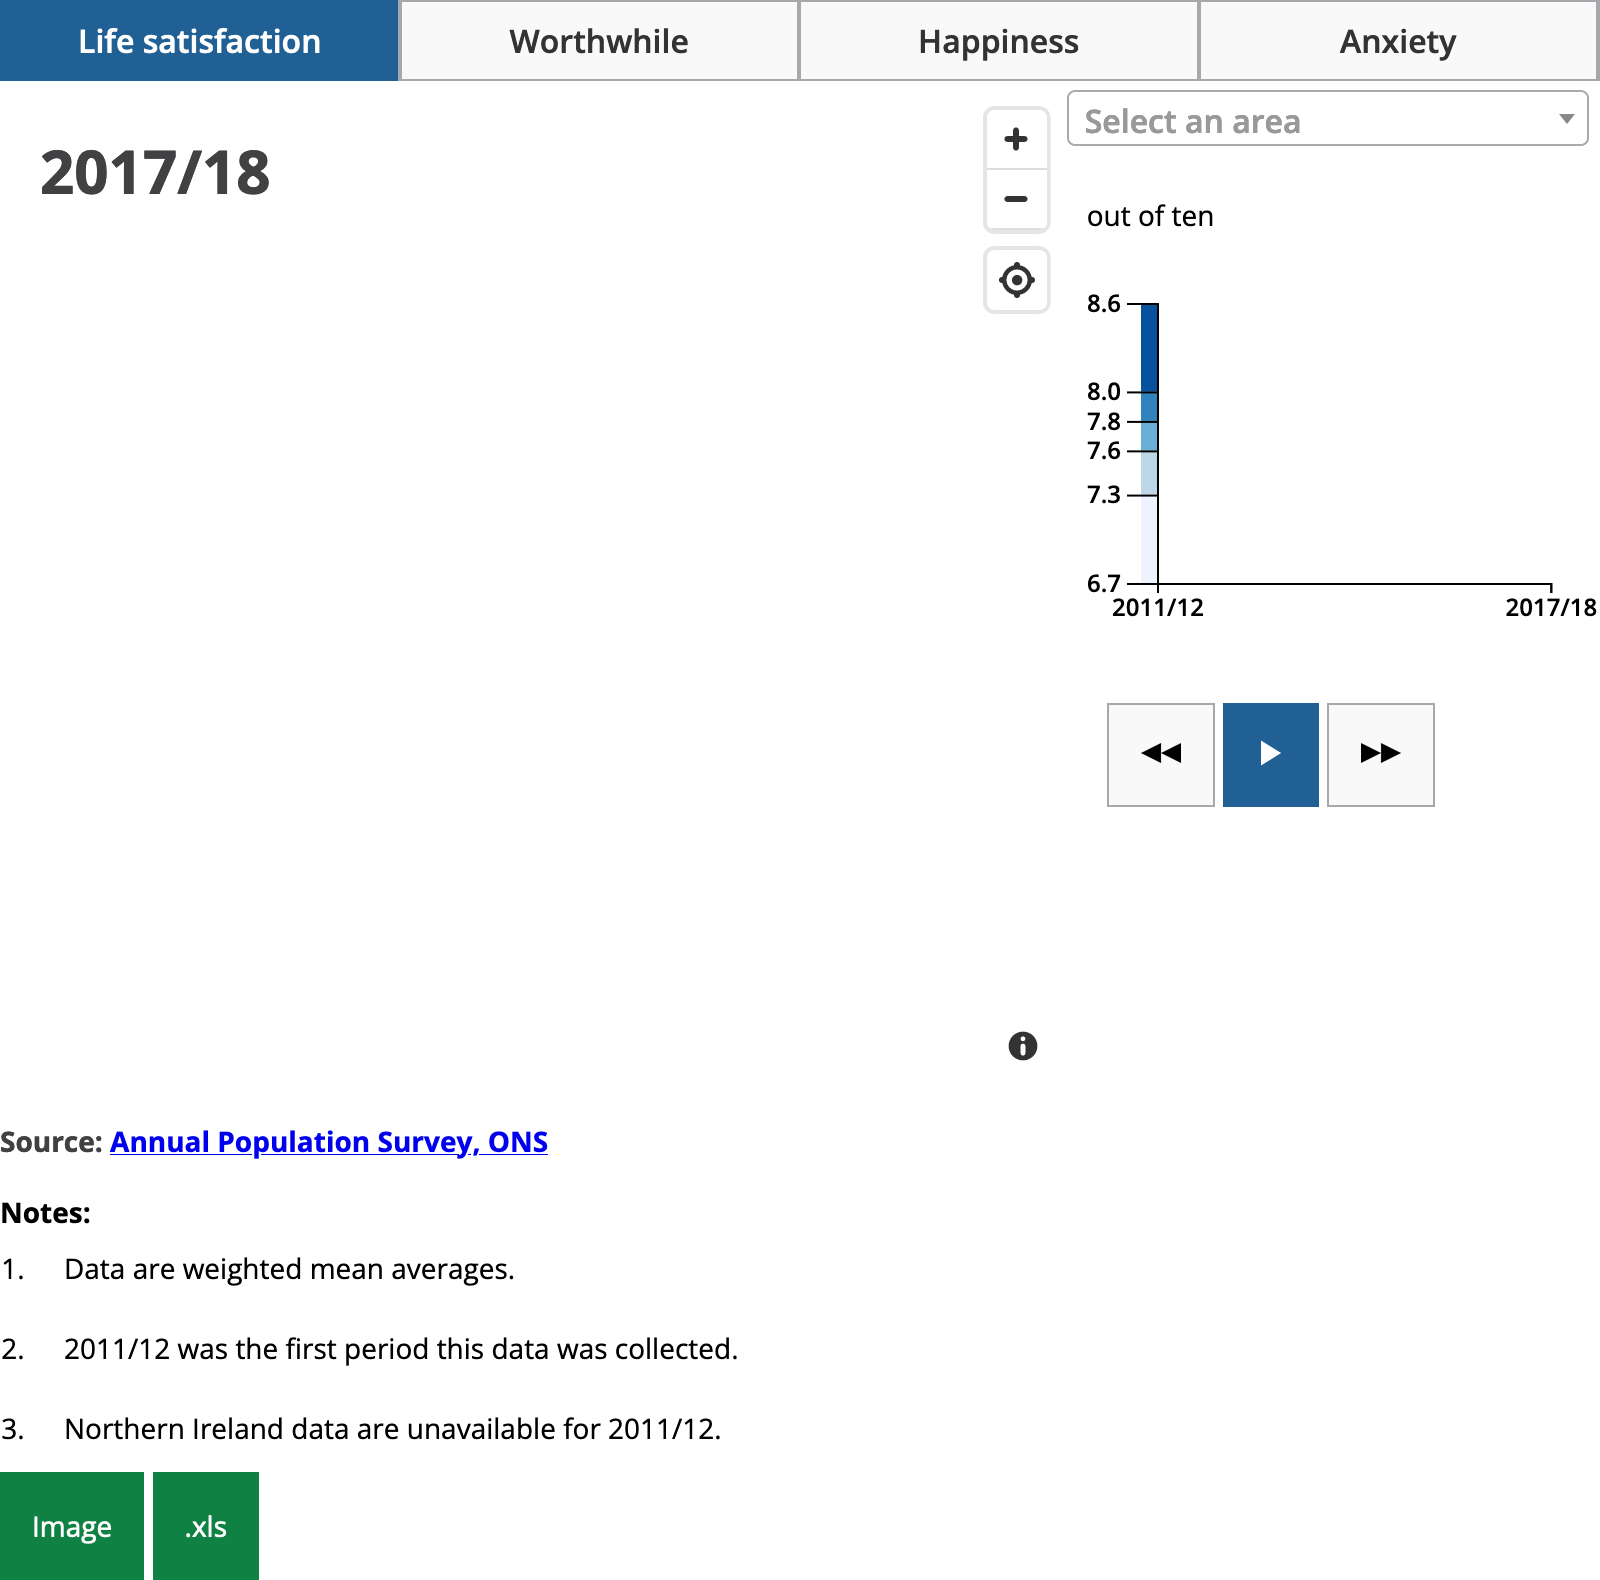 Life satisfaction
Worthwhile
Happiness
Anxiety
2017/18
Select an area
out of ten
8.6
8.0
7.8
7.6
7.3
6.7
2011/12
2017/18
Source: Annual Population Survey, ONS
Notes:
1. Data are weighted mean averages.
2. 2011/12 was the first period this data was collected.
3. Northern Ireland data are unavailable for 2011/12.
Image
.xls